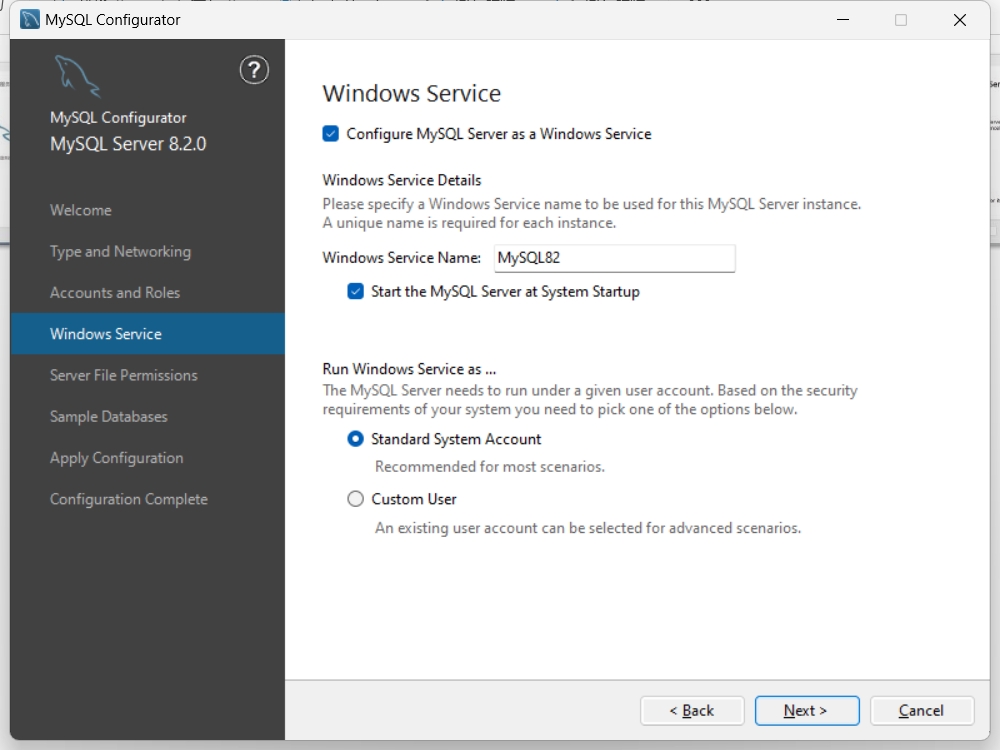 MySQL Configurator
?
MySQL Configurator
MySQL Server 8.2.0
Welcome
Type and Networking
Accounts and Roles
Windows Service
Server File Permissions
Sample Databases
Apply Configuration
Configuration Complete
Windows Service
Configure MySQL Server as a Windows Service
Windows Service Details
Please specify a Windows Service name to be used for this MySQL Server instance.
A unique name is required for each instance.
Windows Service Name: MySQL82
Start the MySQL Server at System Startup
Run Windows Service as ...
The MySQL Server needs to run under a given user account. Based on the security
requirements of your system you need to pick one of the options below.
Standard System Account
Recommended for most scenarios.
Custom User
An existing user account can be selected for advanced scenarios.
< Back Next > Cancel